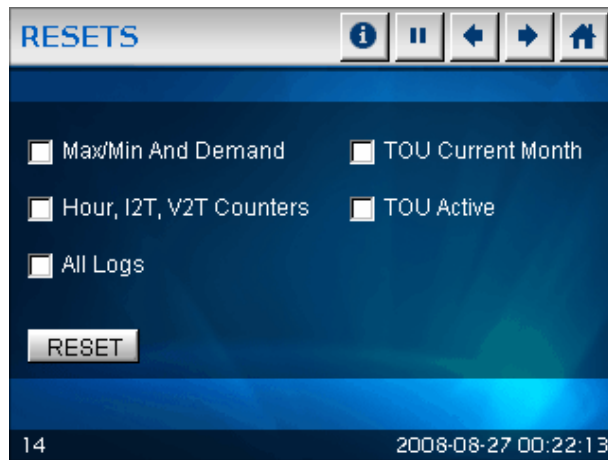 RESETS
Max/Min And Demand
TOU Current Month
Hour, I2T, V2T Counters
TOU Active
All Logs
RESET
14
2008-08-27 00:22:13